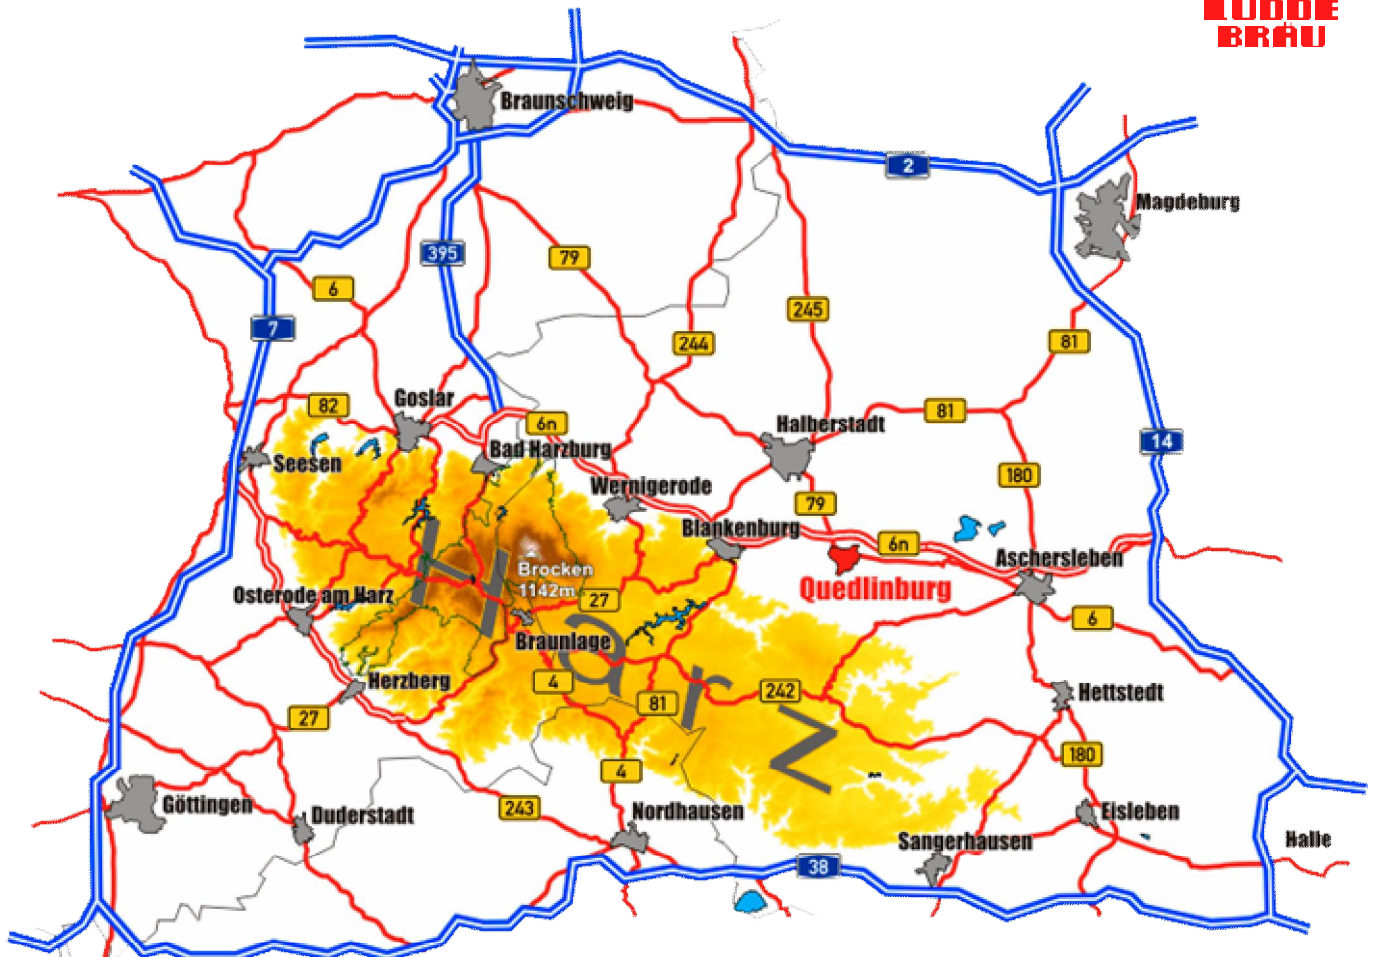 LUDDE
BRÄU
Braunschweig
2
Magdeburg
395
79
6
245
7
244
81
Goslar
82
6n
81
Halberstadt
14
Bad Harzburg
Seesen
180
Wernigerode
79
Blankenburg
6n
Aschersleben
Brocken
1142m
Quedlinburg
Osterode am Harz
27
6
Braunlage
Harz
Herzberg
4
242
Hettstedt
81
27
180
4
Göttingen
243
Nordhausen
Eisleben
Duderstadt
Sangerhausen
Halle
38